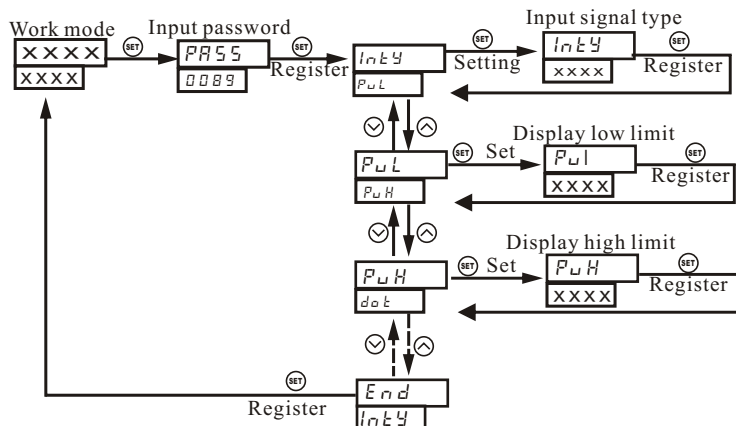 Work mode
XXXX
xxxx
SET
Input password
PASS
0089
SET
Register
IntY
PuL
SET
Setting
Input signal type
IntY
xxxx
SET
Register
PuL
PuH
SET Set
Display low limit
Pul
XXXX
SET
Register
PuH
dot
SET Set
Display high limit
PuH
XXXX
SET
Register
End
IntY
SET
Register